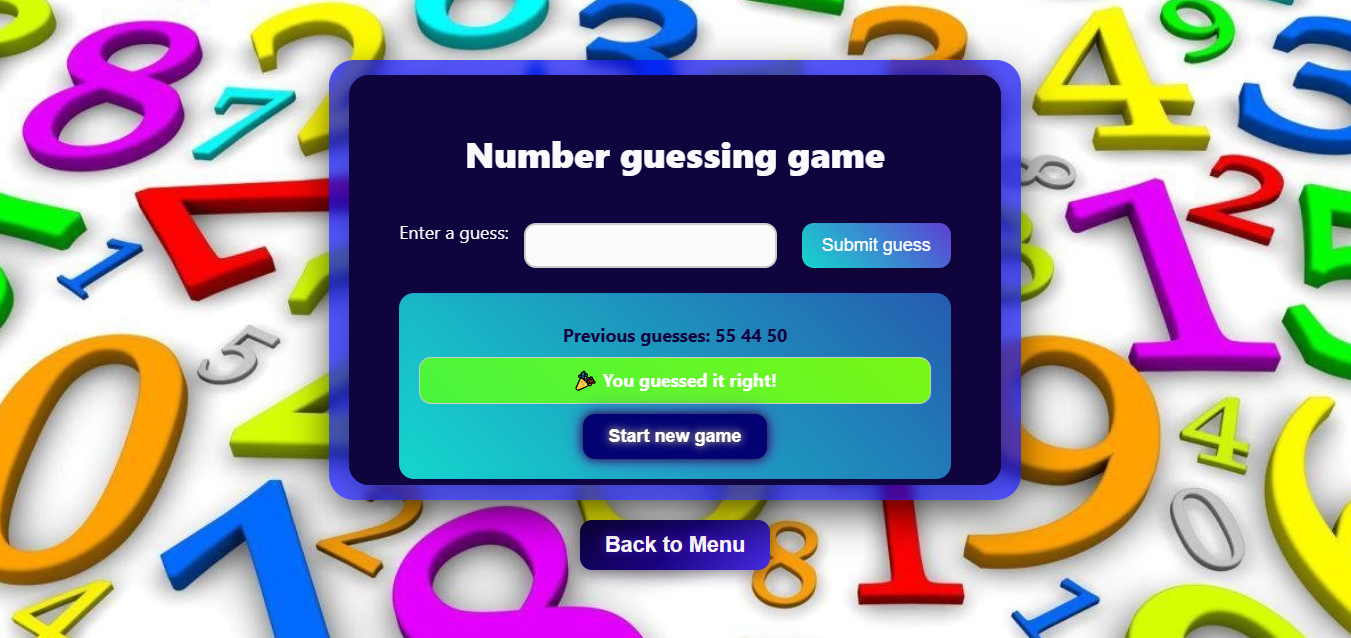 Number guessing game
Enter a guess:
Submit guess
Previous guesses: 55 44 50
🎉 You guessed it right!
Start new game
Back to Menu